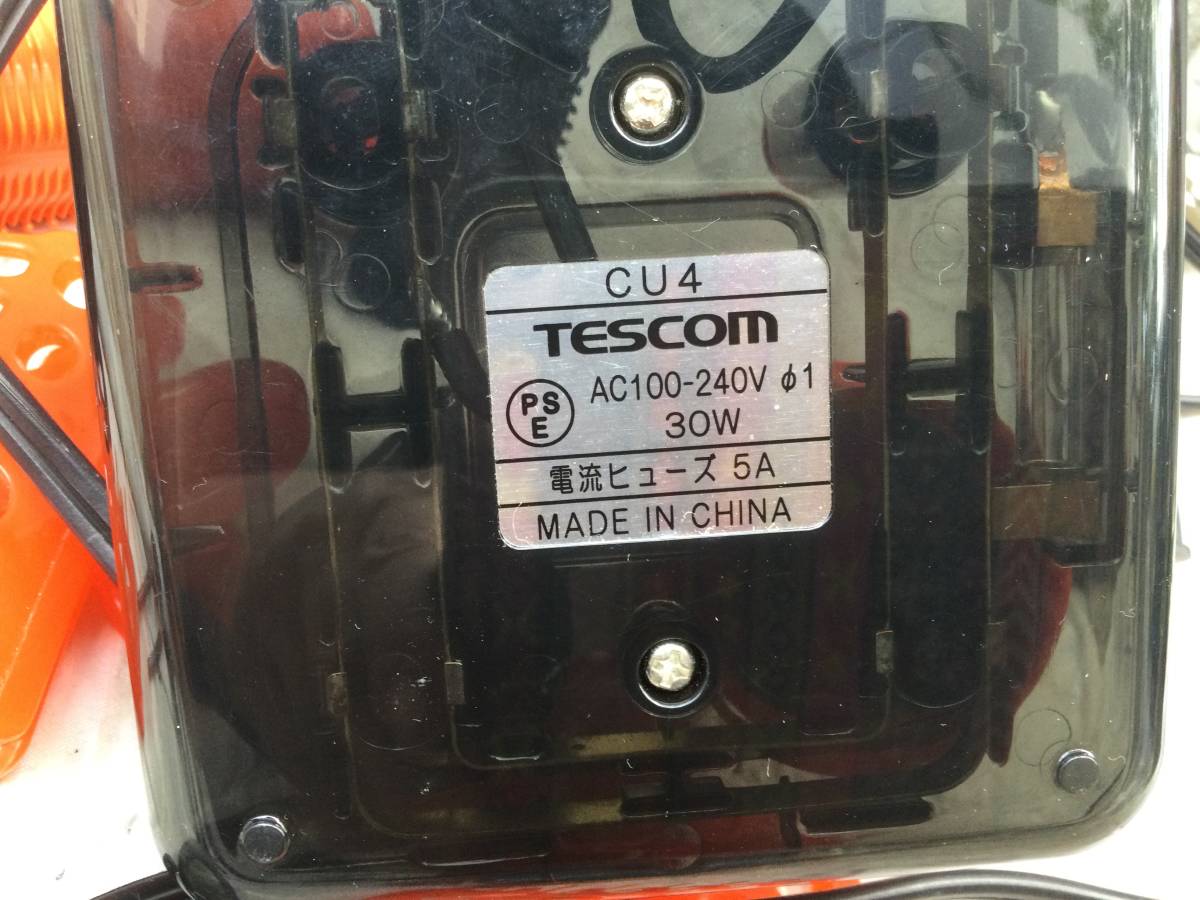 CU4
TESCOM
PS
E
AC100-240V φ1
30W
電流ヒューズ 5A
MADE IN CHINA